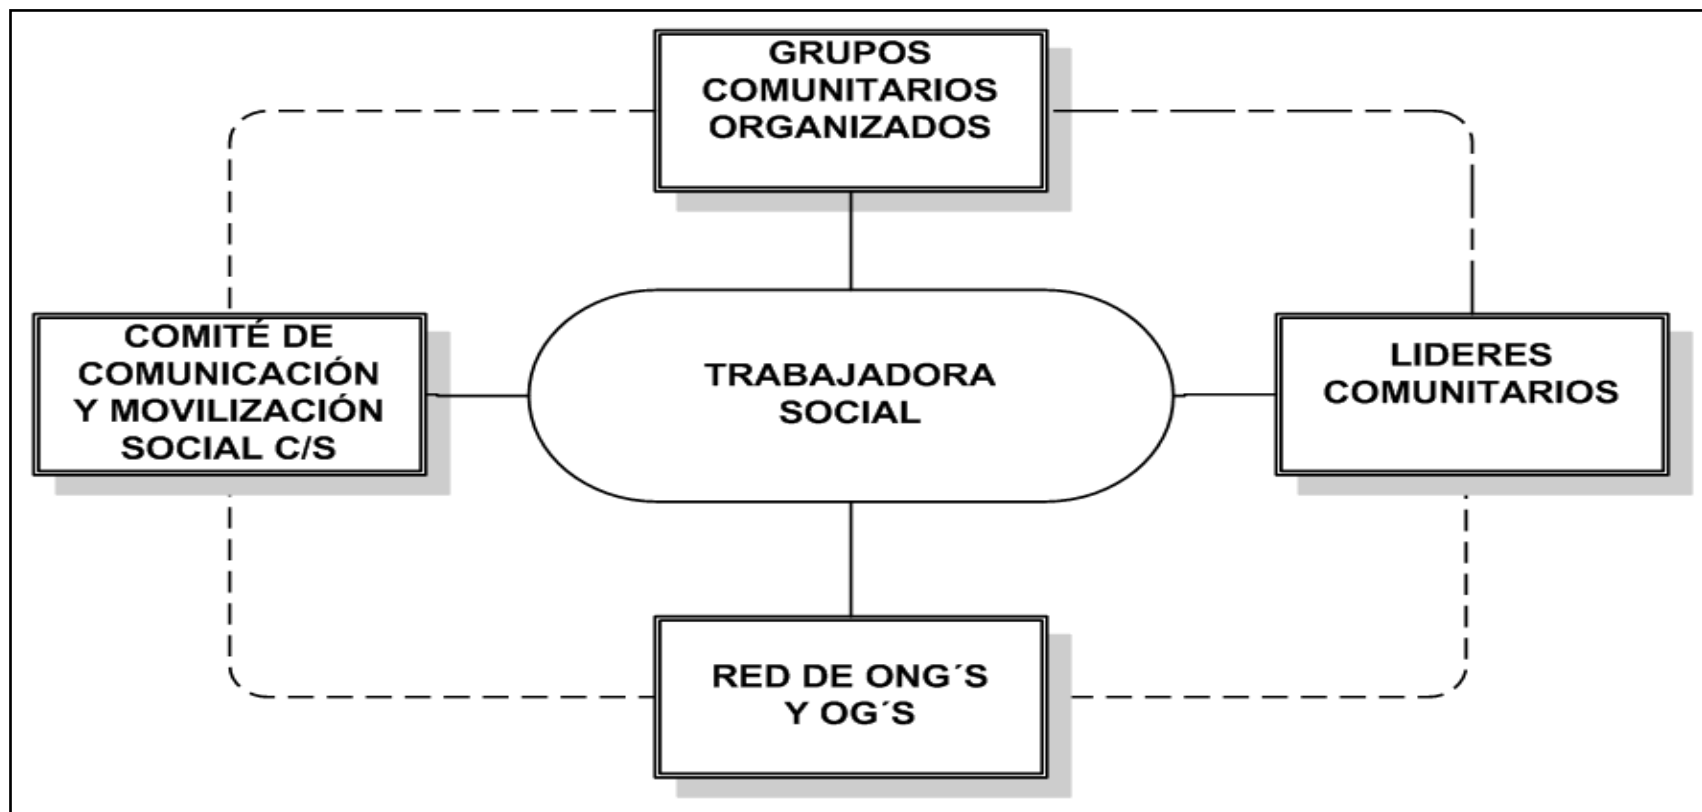 GRUPOS
COMUNITARIOS
ORGANIZADOS
COMITÉ DE
COMUNICACIÓN
Y MOVILIZACIÓN
SOCIAL C/S
TRABAJADORA
SOCIAL
LIDERES
COMUNITARIOS
RED DE ONG´S
Y OG´S